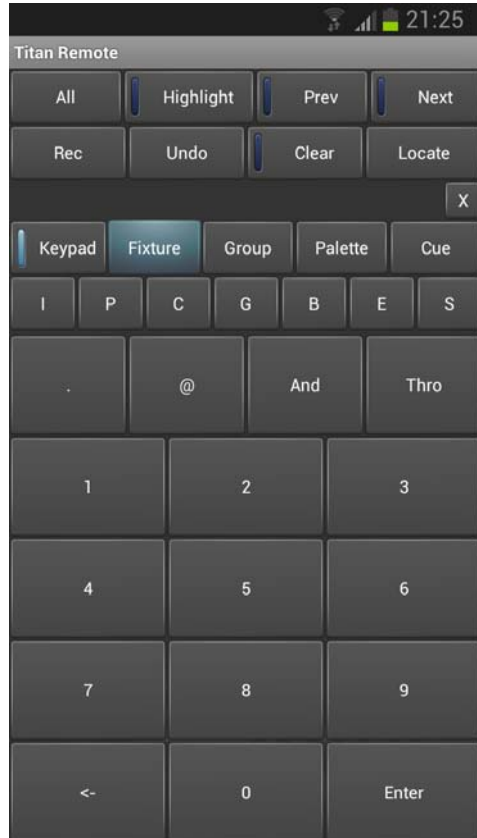 21:25
Titan Remote
All Highlight Prev Next
Rec Undo Clear Locate
X
Keypad Fixture Group Palette Cue
I P C G B E S
. @ And Thro
1 2 3
4 5 6
7 8 9
<- 0 Enter